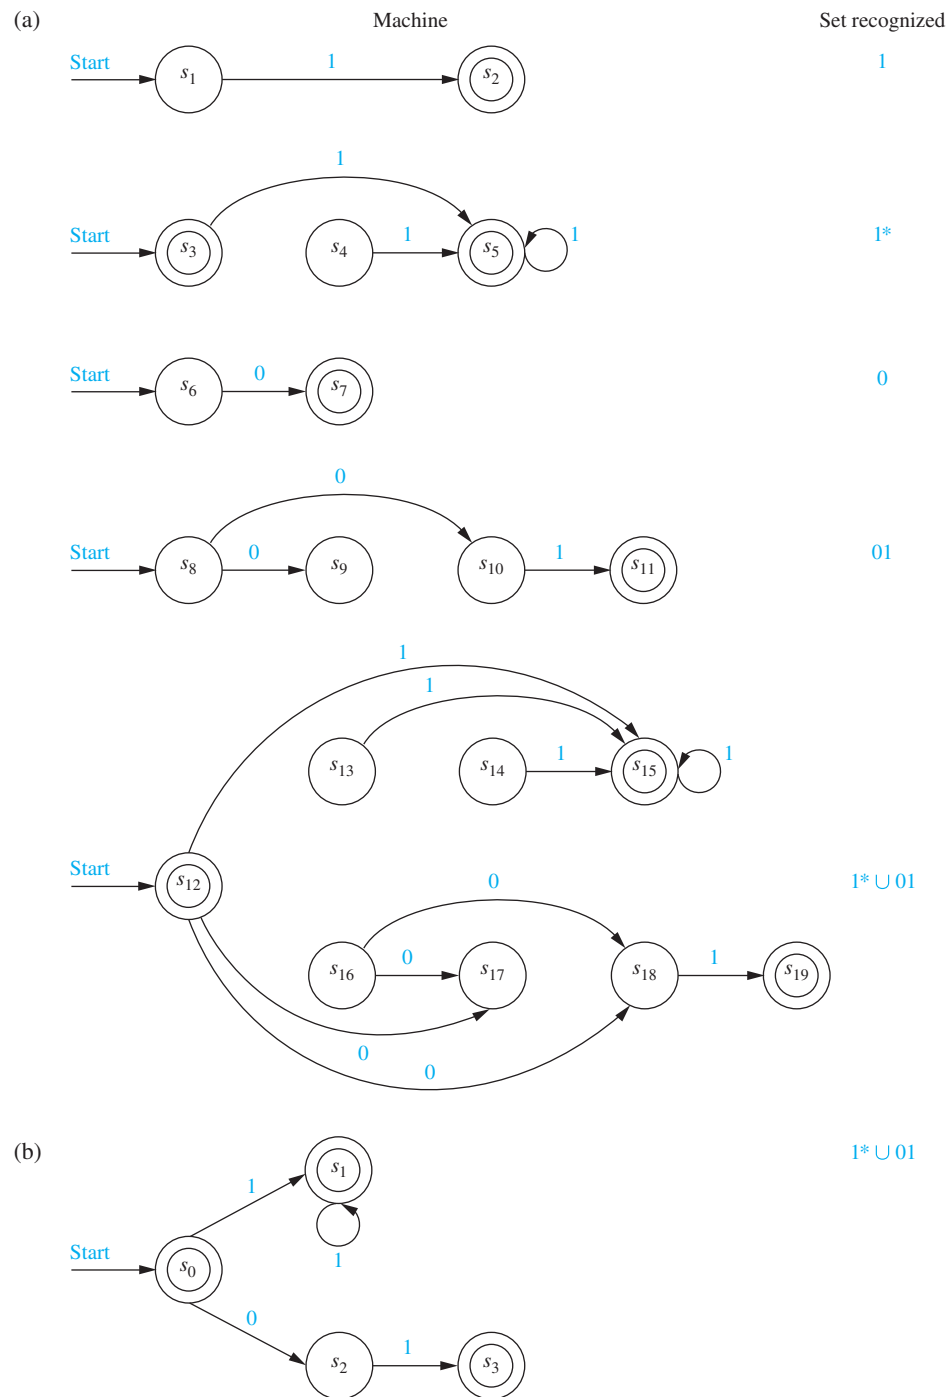 (a) Machine Set recognized
1
Start s1 s2 1
1
Start s3 s4 1 s5 1 1*
Start s6 0 s7 0
0
Start s8 0 s9 s10 1 s11 01
1
1
s13 s14 1 s15 1
Start s12 0 1* ∪ 01
s16 0 s17 s18 1 s19
0 0
(b) s1 1* ∪ 01
1
Start s0 1
0 s2 1 s3